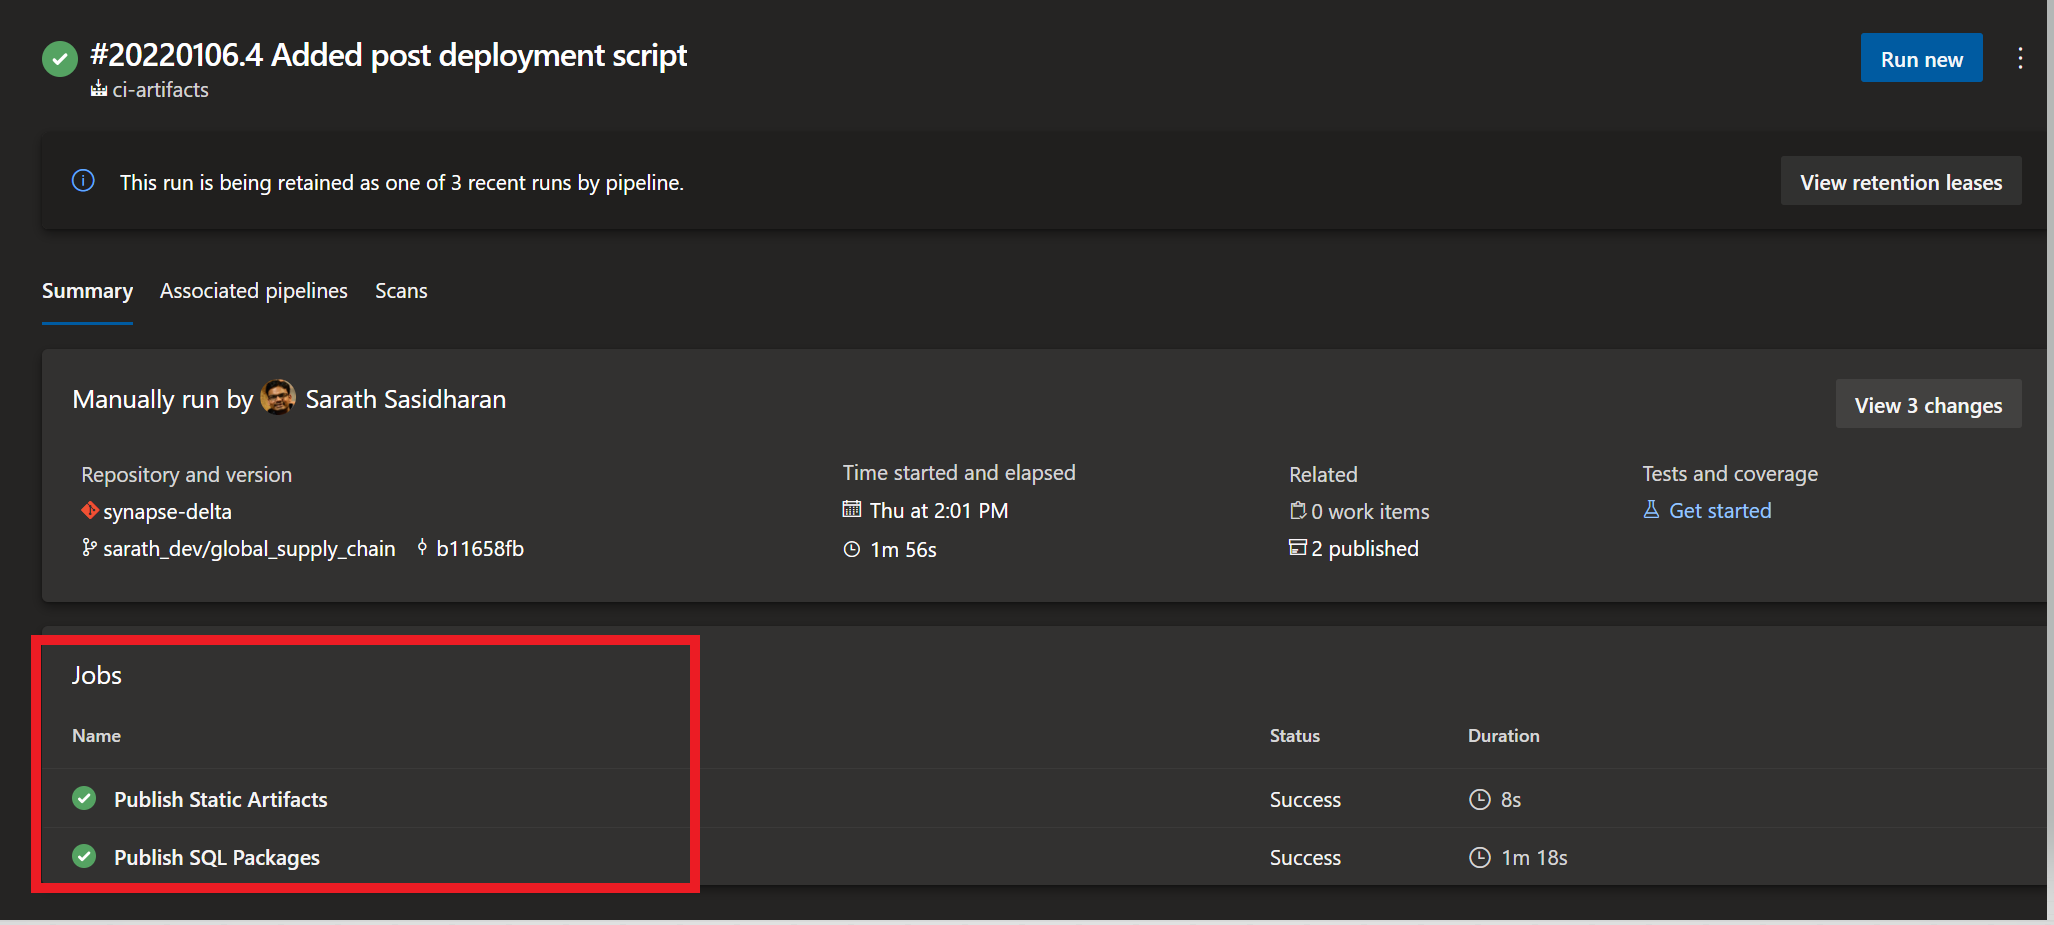 #20220106.4 Added post deployment script
Run new
ci-artifacts
This run is being retained as one of 3 recent runs by pipeline.
View retention leases
Summary
Associated pipelines
Scans
Manually run by Sarath Sasidharan
View 3 changes
Repository and version
Time started and elapsed
Related
Tests and coverage
synapse-delta
Thu at 2:01 PM
0 work items
Get started
sarath_dev/global_supply_chain b11658fb
1m 56s
2 published
Jobs
Name
Status
Duration
Publish Static Artifacts
Success
8s
Publish SQL Packages
Success
1m 18s